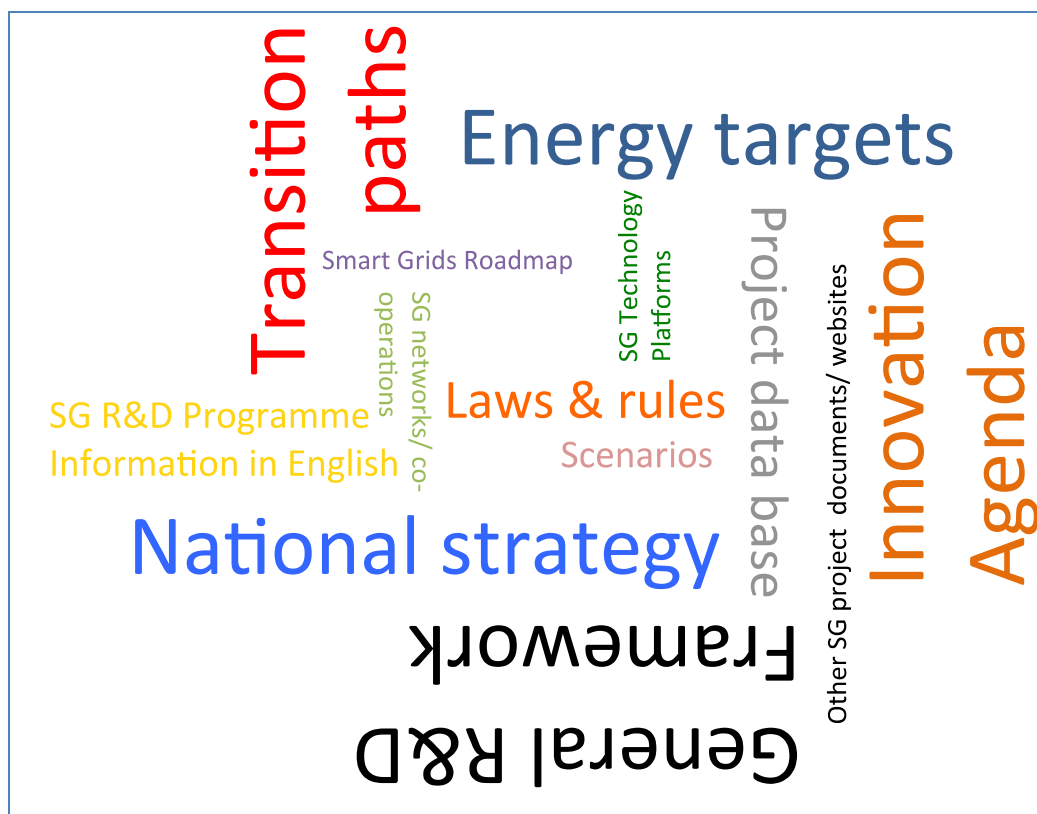 Transition
paths
Energy targets
Smart Grids Roadmap
SG Technology
Platforms
SG networks/ co-
operations
Project data base
Other SG project  documents/ websites
Innovation
Agenda
Laws & rules
Scenarios
SG R&D Programme
Information in English
National strategy
General R&D
Framework